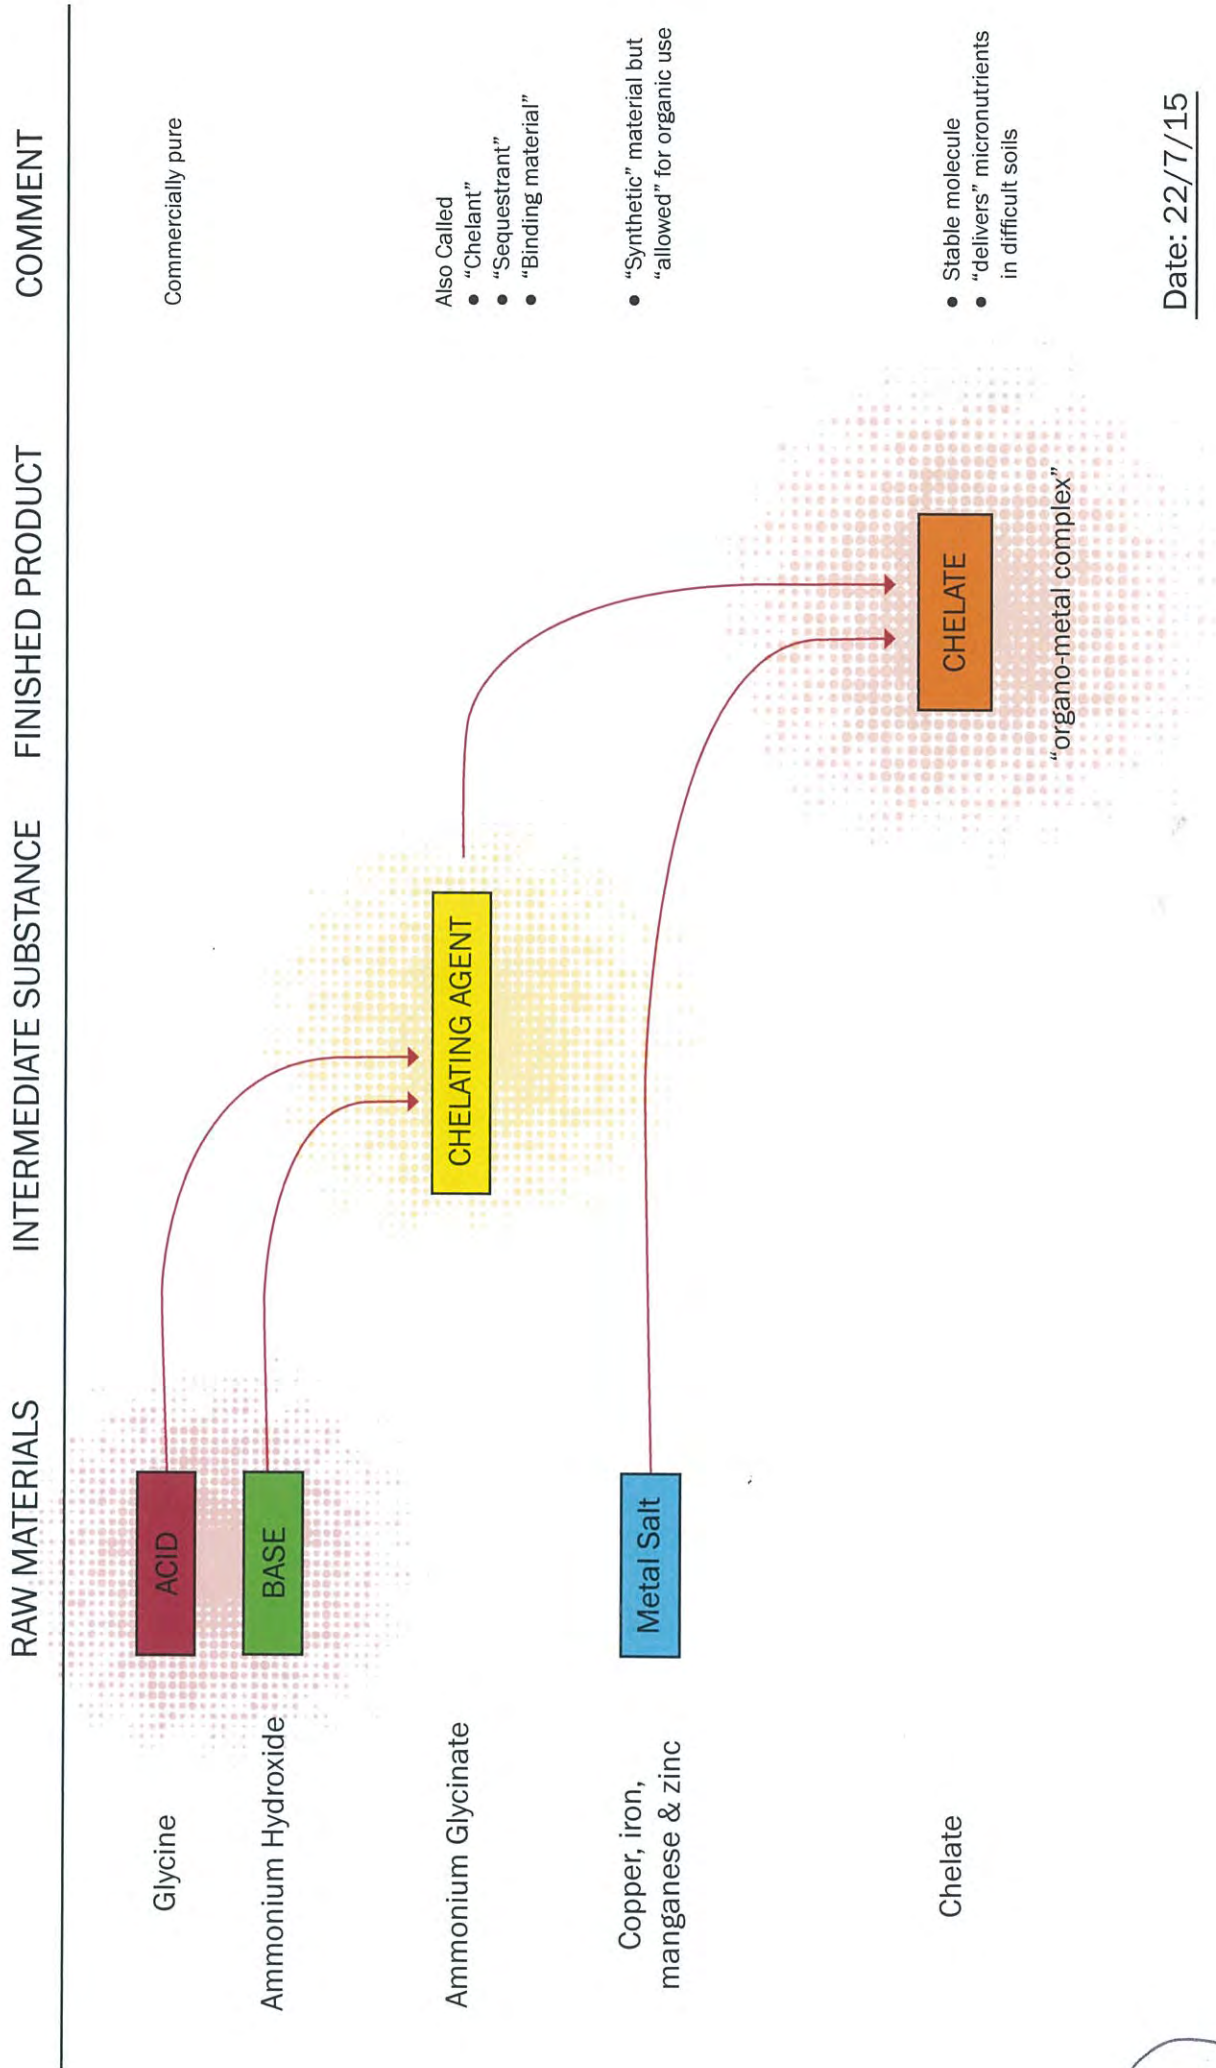 RAW MATERIALS INTERMEDIATE SUBSTANCE FINISHED PRODUCT COMMENT
Glycine ACID Commercially pure
Ammonium Hydroxide BASE
Ammonium Glycinate CHELATING AGENT
Also Called
● “Chelant”
● “Sequestrant”
● “Binding material”
Copper, iron,
manganese & zinc
Metal Salt
● “Synthetic” material but
“allowed” for organic use
Chelate CHELATE
● Stable molecule
● “delivers” micronutrients
in difficult soils
“organo-metal complex”
Date: 22/7/15